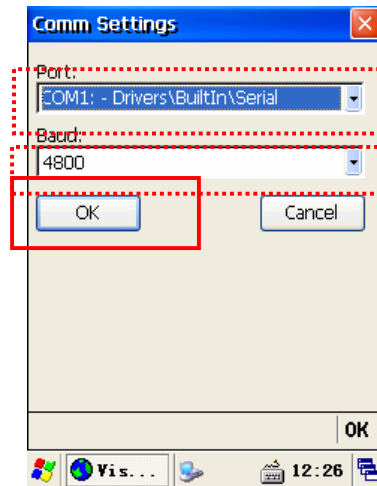 Comm Settings
Port:
COM1: - Drivers\BuiltIn\Serial
Baud:
4800
OK Cancel
OK
Vis... 12:26